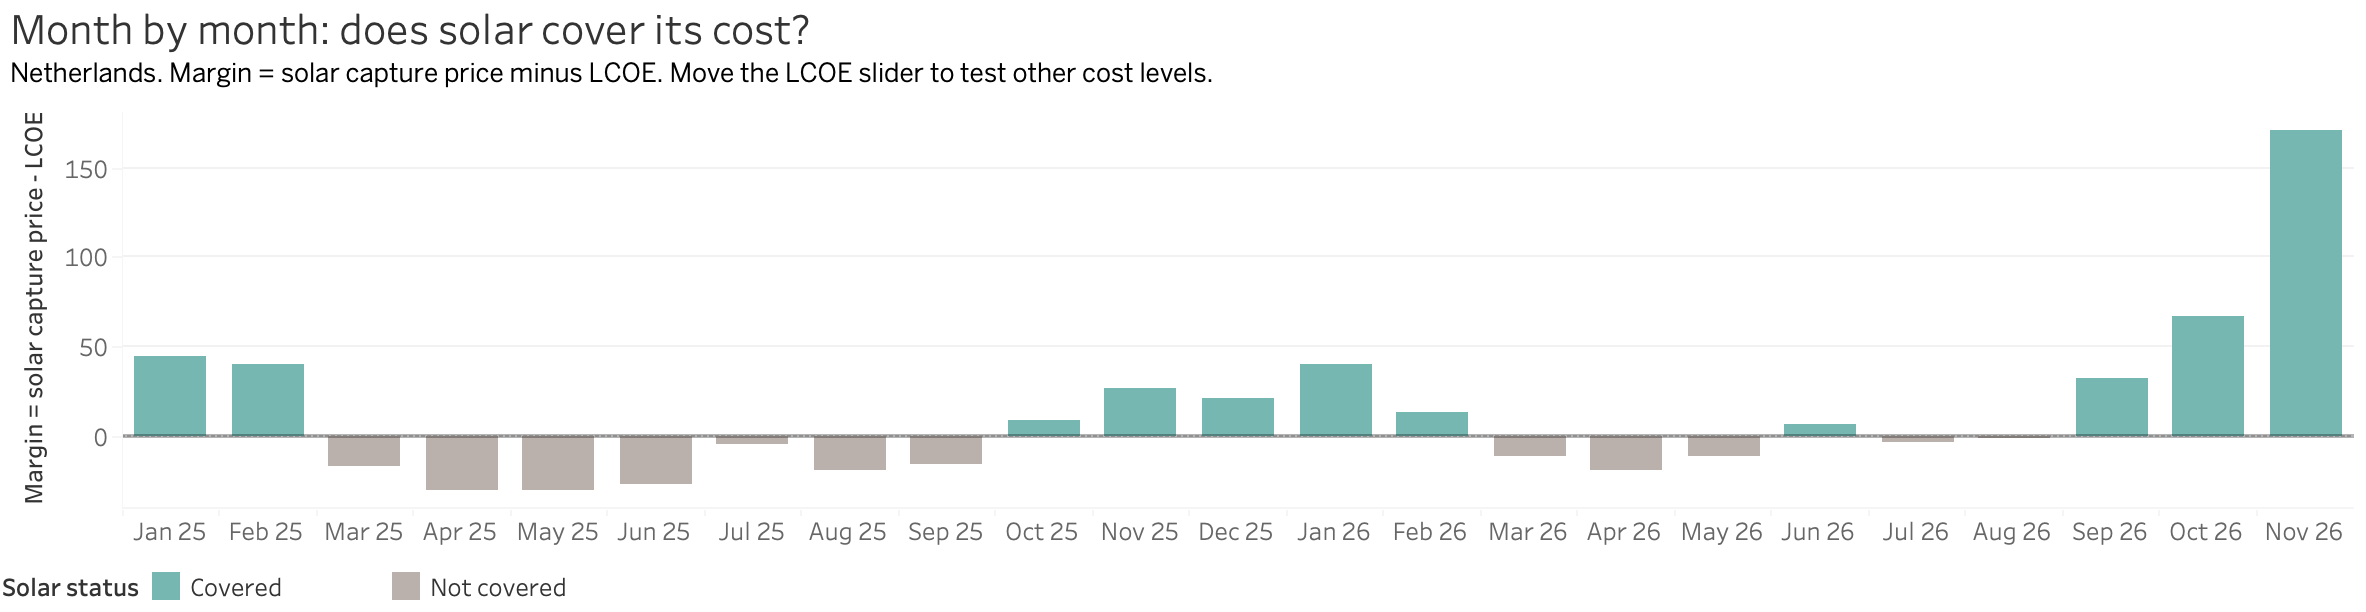 Month by month: does solar cover its cost?
Netherlands. Margin = solar capture price minus LCOE. Move the LCOE slider to test other cost levels.
Margin = solar capture price - LCOE
150
100
50
0
Jan 25 Feb 25 Mar 25 Apr 25 May 25 Jun 25 Jul 25 Aug 25 Sep 25 Oct 25 Nov 25 Dec 25 Jan 26 Feb 26 Mar 26 Apr 26 May 26 Jun 26 Jul 26 Aug 26 Sep 26 Oct 26 Nov 26
Solar status Covered Not covered